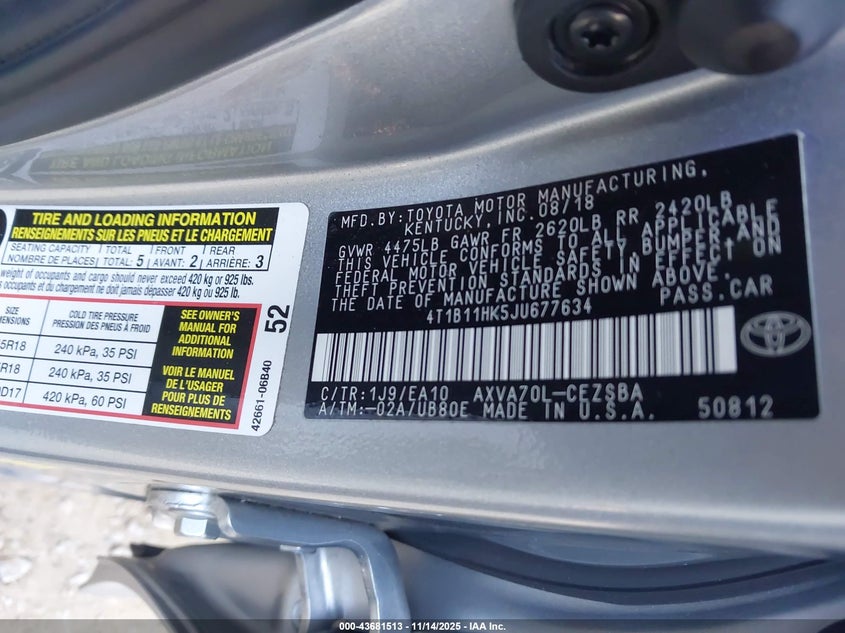 TIRE AND LOADING INFORMATION
RENSEIGNEMENTS SUR LES PNEUS ET LE CHARGEMENT
SEATING CAPACITY TOTAL FRONT REAR
NOMBRE DE PLACES TOTAL: 5 AVANT: 2 ARRIÈRE 3
weight of occupants and cargo should never exceed 420 kg or 925 lbs.
des occupants et du chargement ne doit jamais dépasser 420 kg ou 925 lb.
COLD TIRE PRESSURE
PRESSION DES PNEUS À FROID
5R18 240 kPa, 35 PSI
R18 240 kPa, 35 PSI
D17 420 kPa, 60 PSI
SEE OWNER'S
MANUAL FOR
ADDITIONAL
INFORMATION
VOIR LE MANUEL
DE L'USAGER
POUR PLUS DE
RENSEIGNEMENTS
52
42661-06B40
MFD.BY:TOYOTA MOTOR MANUFACTURING,
KENTUCKY,INC.08/18
GVWR 4475LB GAWR FR 2620LB RR 2420LB
THIS VEHICLE CONFORMS TO ALL APPLICABLE
FEDERAL MOTOR VEHICLE SAFETY BUMPER,AND
THEFT PREVENTION STANDARDS IN EFFECT ON
THE DATE OF MANUFACTURE SHOWN ABOVE.
4T1B11HK5JU677634 PASS.CAR
C/TR:1J9/EA10 AXVA70L-CEZSBA
A/TM:-02A/UB80E MADE IN U.S.A. 50812
000-43681513 - 11/14/2025 - IAA Inc.